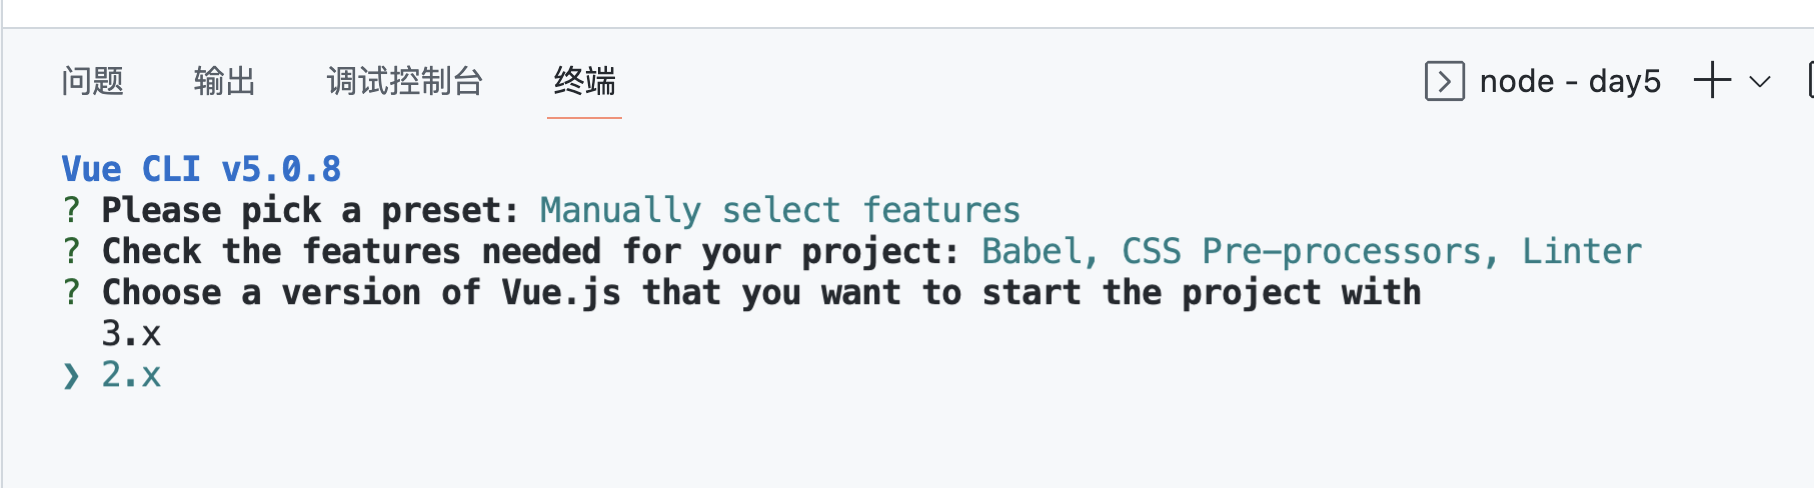 问题 输出 调试控制台 终端 node - day5
Vue CLI v5.0.8
? Please pick a preset: Manually select features
? Check the features needed for your project: Babel, CSS Pre-processors, Linter
? Choose a version of Vue.js that you want to start the project with
3.x
❯ 2.x